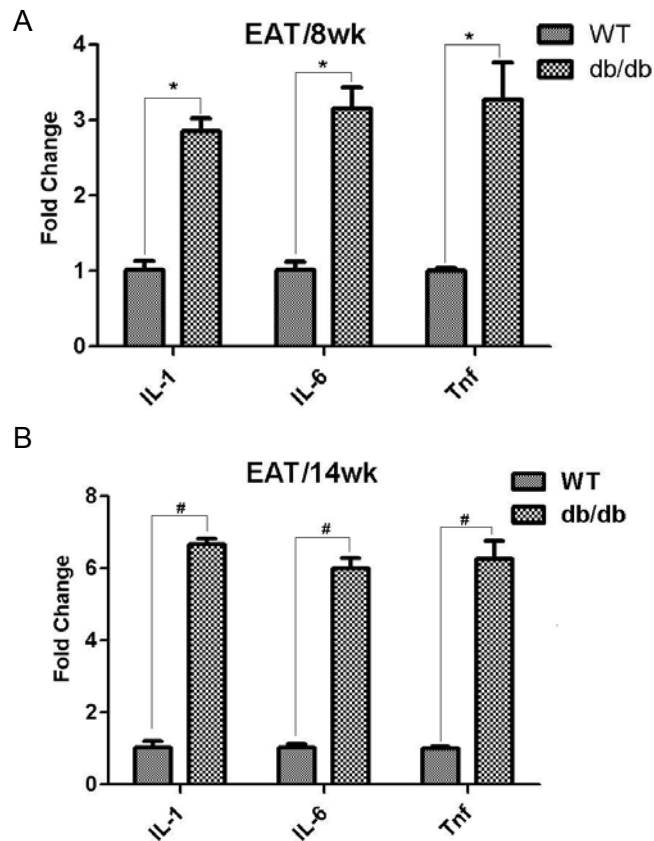 A
EAT/8wk
WT
db/db
Fold Change
4
3
2
1
0
* * *
IL-1 IL-6 Tnf
B
EAT/14wk
WT
db/db
Fold Change
8
6
4
2
0
# # #
IL-1 IL-6 Tnf